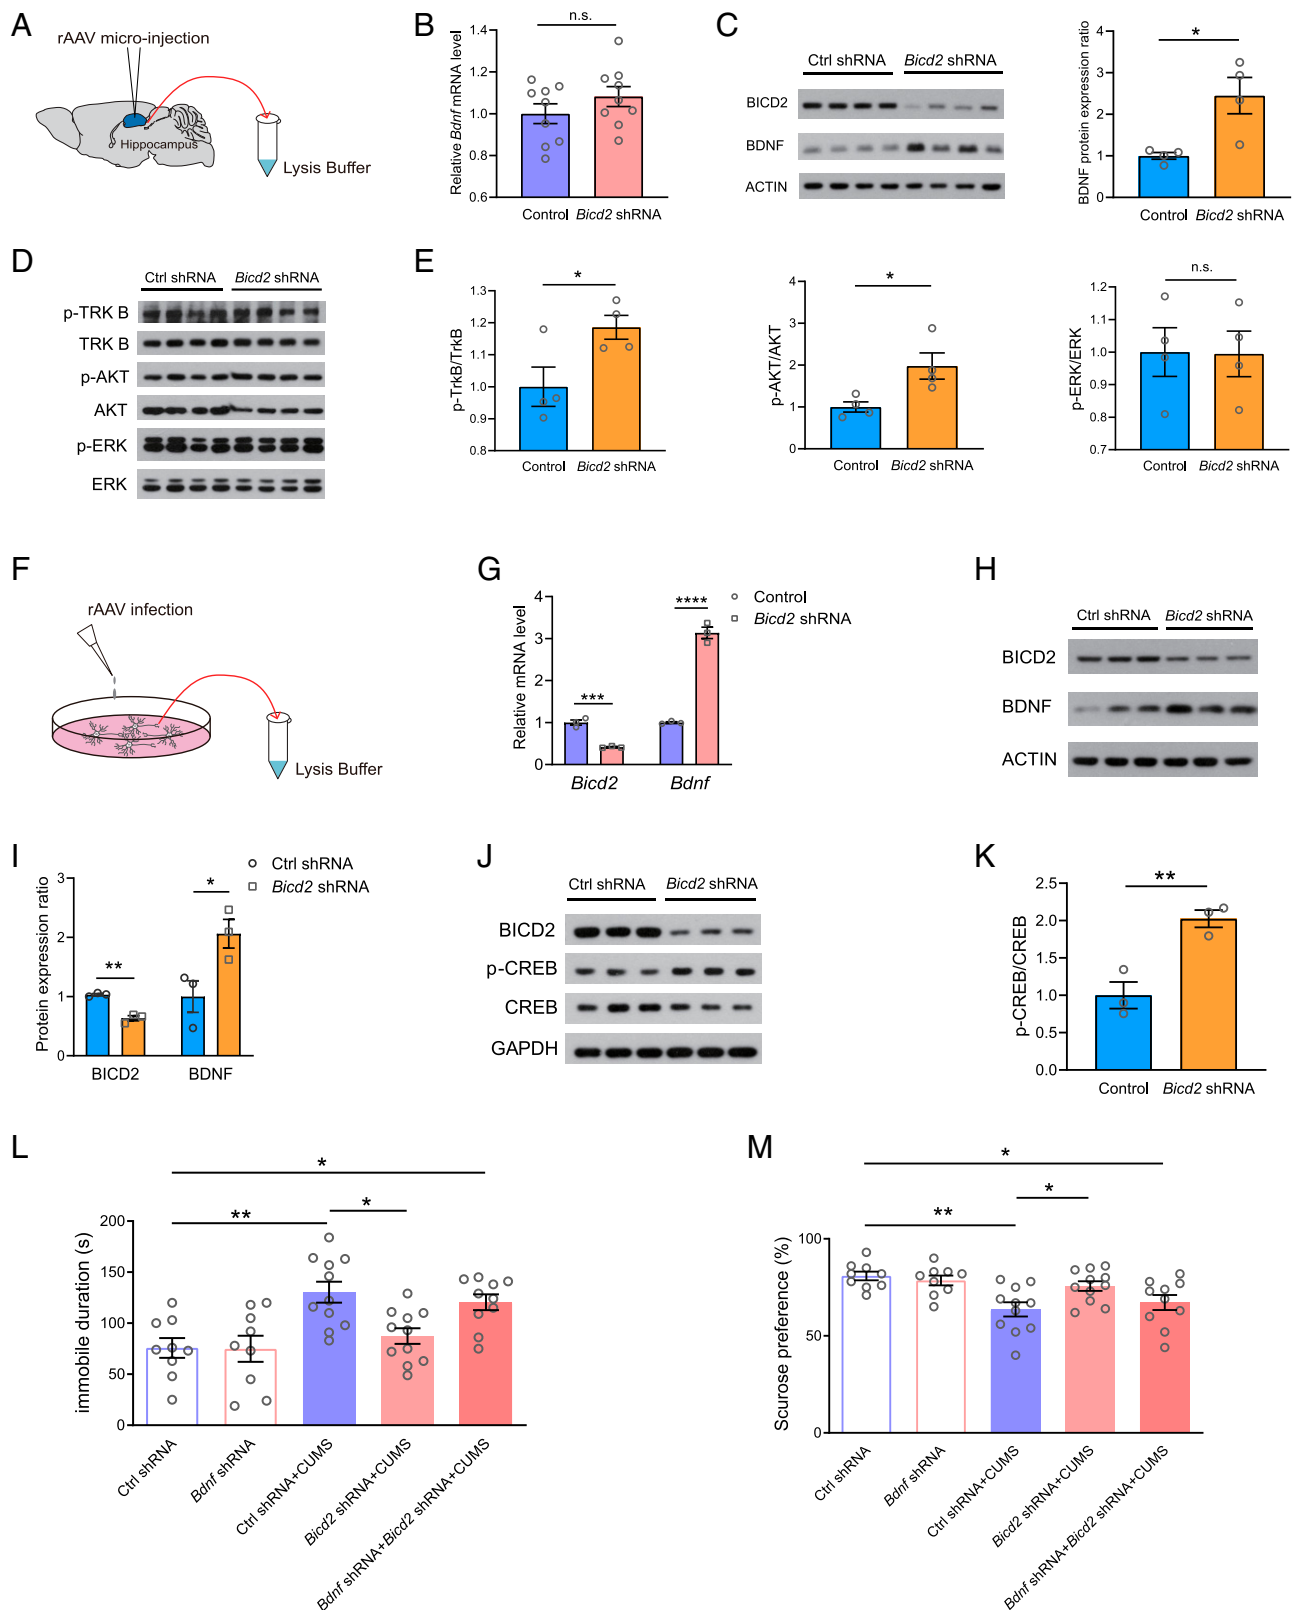 A
rAAV micro-injection
Hippocampus
Lysis Buffer
B
n.s.
Relative Bdnf mRNA level
1.4
1.2
1.0
0.8
0.6
Control
Bicd2 shRNA
C
Ctrl shRNA
Bicd2 shRNA
BICD2
BDNF
ACTIN
*
BDNF protein expression ratio
4
3
2
1
0
Control
Bicd2 shRNA
D
Ctrl shRNA
Bicd2 shRNA
p-TRK B
TRK B
p-AKT
AKT
p-ERK
ERK
E
*
p-TrkB/TrkB
1.3
1.2
1.1
1.0
0.9
0.8
Control
Bicd2 shRNA
*
p-AKT/AKT
4
3
2
1
0
Control
Bicd2 shRNA
n.s.
p-ERK/ERK
1.2
1.1
1.0
0.9
0.8
0.7
Control
Bicd2 shRNA
F
rAAV infection
Lysis Buffer
G
Control
Bicd2 shRNA
Relative mRNA level
4
3
2
1
0
***
****
Bicd2
Bdnf
H
Ctrl shRNA
Bicd2 shRNA
BICD2
BDNF
ACTIN
I
Ctrl shRNA
Bicd2 shRNA
Protein expression ratio
3
2
1
0
**
*
BICD2
BDNF
J
Ctrl shRNA
Bicd2 shRNA
BICD2
p-CREB
CREB
GAPDH
K
**
p-CREB/CREB
2.5
2.0
1.5
1.0
0.5
0.0
Control
Bicd2 shRNA
L
*
**
*
immobile duration (s)
200
150
100
50
0
Ctrl shRNA
Bdnf shRNA
Ctrl shRNA+CUMS
Bicd2 shRNA+CUMS
Bdnf shRNA+Bicd2 shRNA+CUMS
M
*
**
*
Scurose preference (%)
100
50
0
Ctrl shRNA
Bdnf shRNA
Ctrl shRNA+CUMS
Bicd2 shRNA+CUMS
Bdnf shRNA+Bicd2 shRNA+CUMS